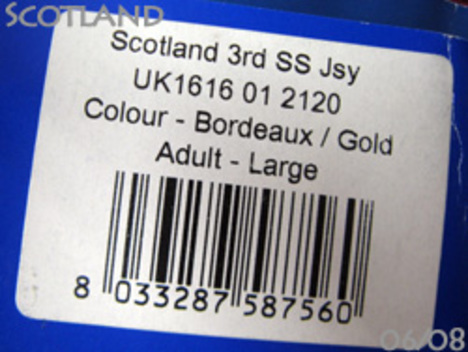 SCOTLAND
Scotland 3rd SS Jsy
UK1616 01 2120
Colour - Bordeaux / Gold
Adult - Large
8 033287 587560
06/08